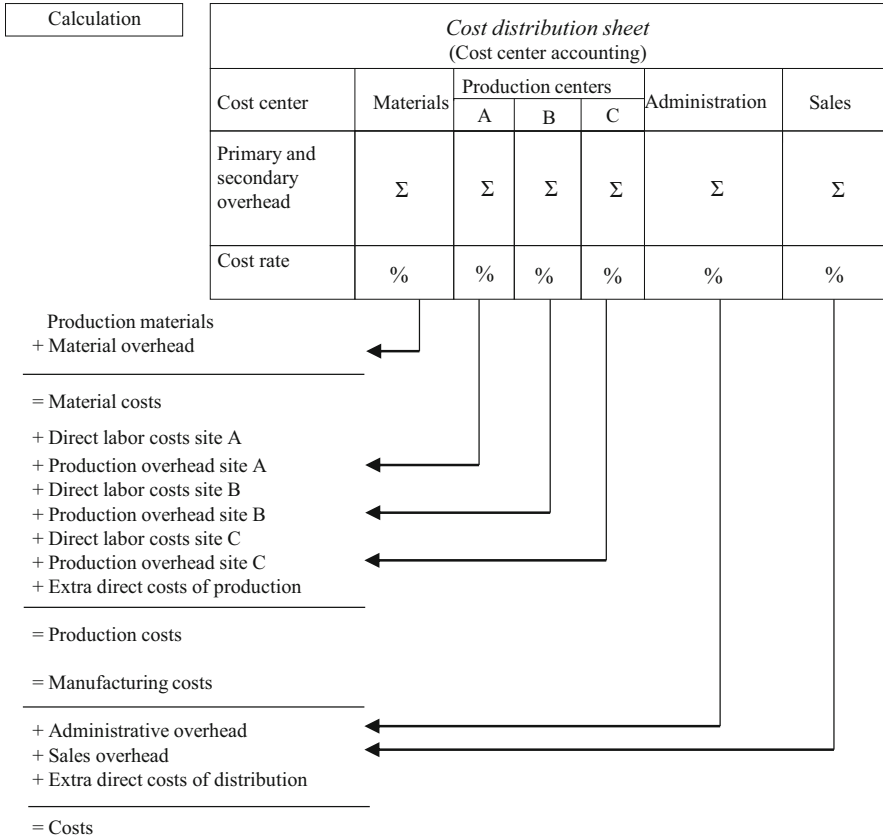 Calculation
Cost distribution sheet
(Cost center accounting)
Cost center
Materials
Production centers
A B C
Administration
Sales
Primary and
secondary
overhead
Σ Σ Σ Σ Σ Σ
Cost rate
% % % % % %
Production materials
+ Material overhead
= Material costs
+ Direct labor costs site A
+ Production overhead site A
+ Direct labor costs site B
+ Production overhead site B
+ Direct labor costs site C
+ Production overhead site C
+ Extra direct costs of production
= Production costs
= Manufacturing costs
+ Administrative overhead
+ Sales overhead
+ Extra direct costs of distribution
= Costs